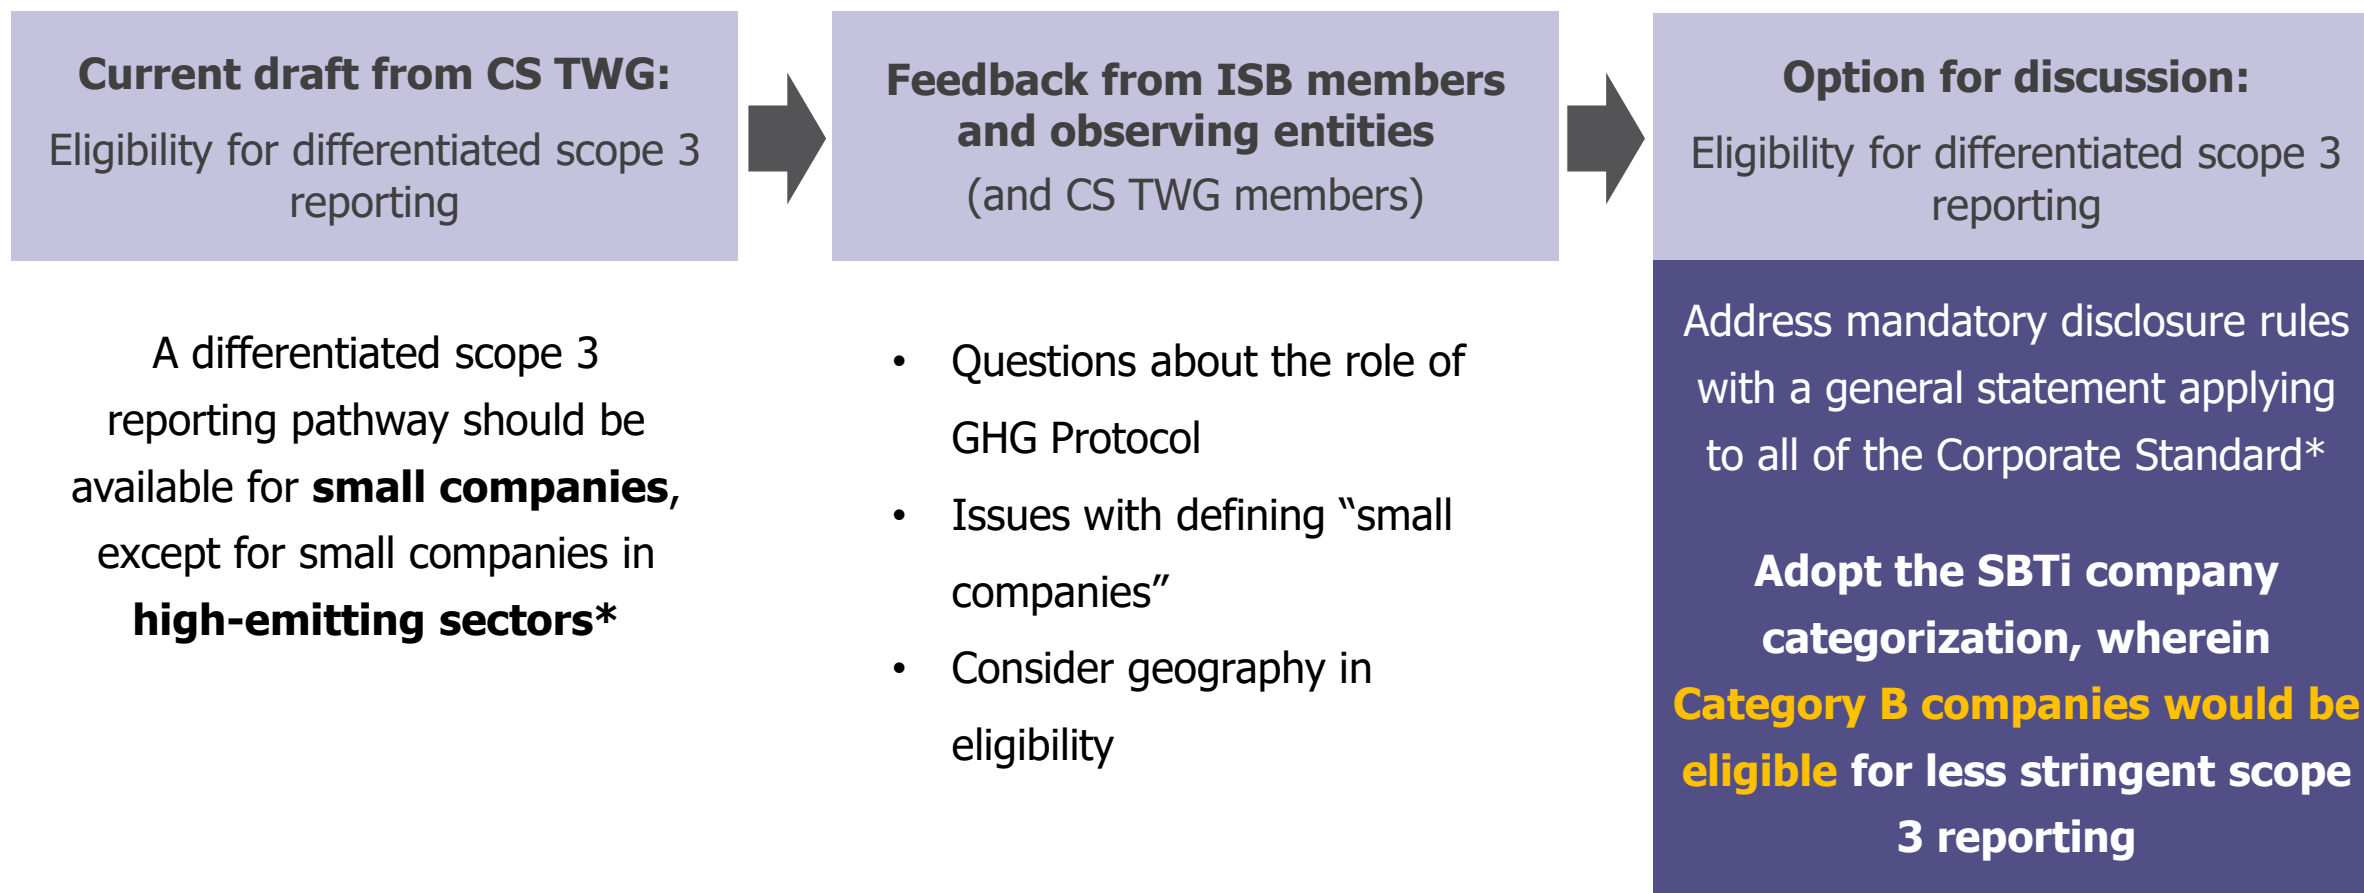 Current draft from CS TWG:
Eligibility for differentiated scope 3
reporting
A differentiated scope 3
reporting pathway should be
available for small companies,
except for small companies in
high-emitting sectors*
Feedback from ISB members
and observing entities
(and CS TWG members)
• Questions about the role of
GHG Protocol
• Issues with defining “small
companies”
• Consider geography in
eligibility
Option for discussion:
Eligibility for differentiated scope 3
reporting
Address mandatory disclosure rules
with a general statement applying
to all of the Corporate Standard*
Adopt the SBTi company
categorization, wherein
Category B companies would be
eligible for less stringent scope
3 reporting